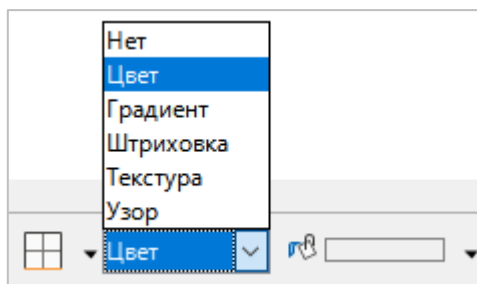 Нет
Цвет
Градиент
Штриховка
Текстура
Узор
Цвет